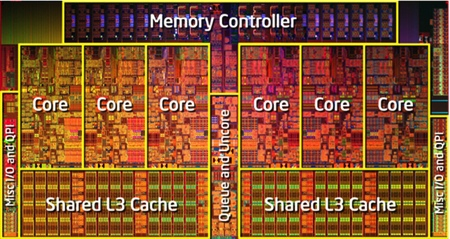 Memory Controller
Core
Core
Core
Core
Core
Core
Misc I/O and QPI
Queue and Uncore
Misc I/O and QPI
Shared L3 Cache
Shared L3 Cache